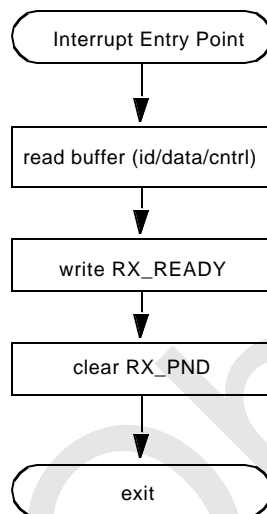 Interrupt Entry Point
read buffer (id/data/cntrl)
write RX_READY
clear RX_PND
exit